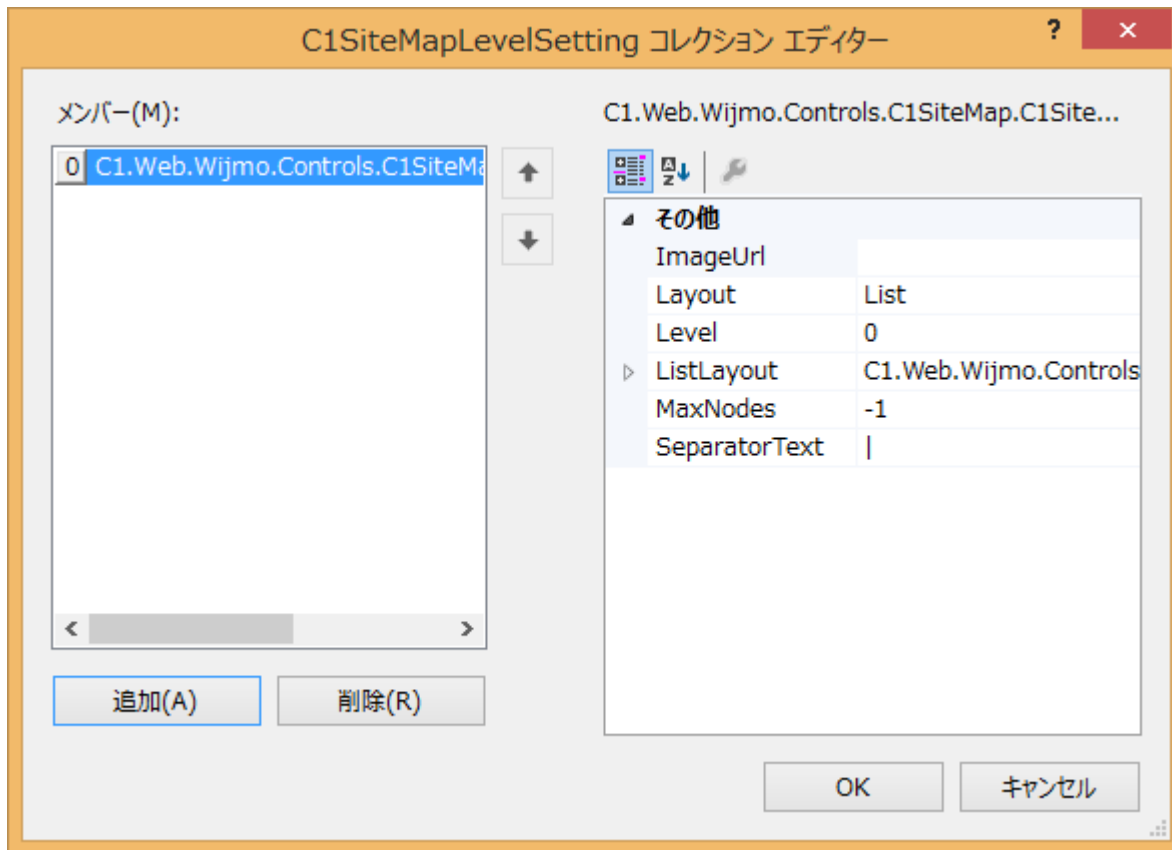 C1SiteMapLevelSetting コレクション エディター
? ×
メンバー(M):
0 C1.Web.Wijmo.Controls.C1SiteMa
追加(A) 削除(R)
C1.Web.Wijmo.Controls.C1SiteMap.C1Site...
その他
ImageUrl
Layout List
Level 0
ListLayout C1.Web.Wijmo.Controls
MaxNodes -1
SeparatorText |
OK キャンセル